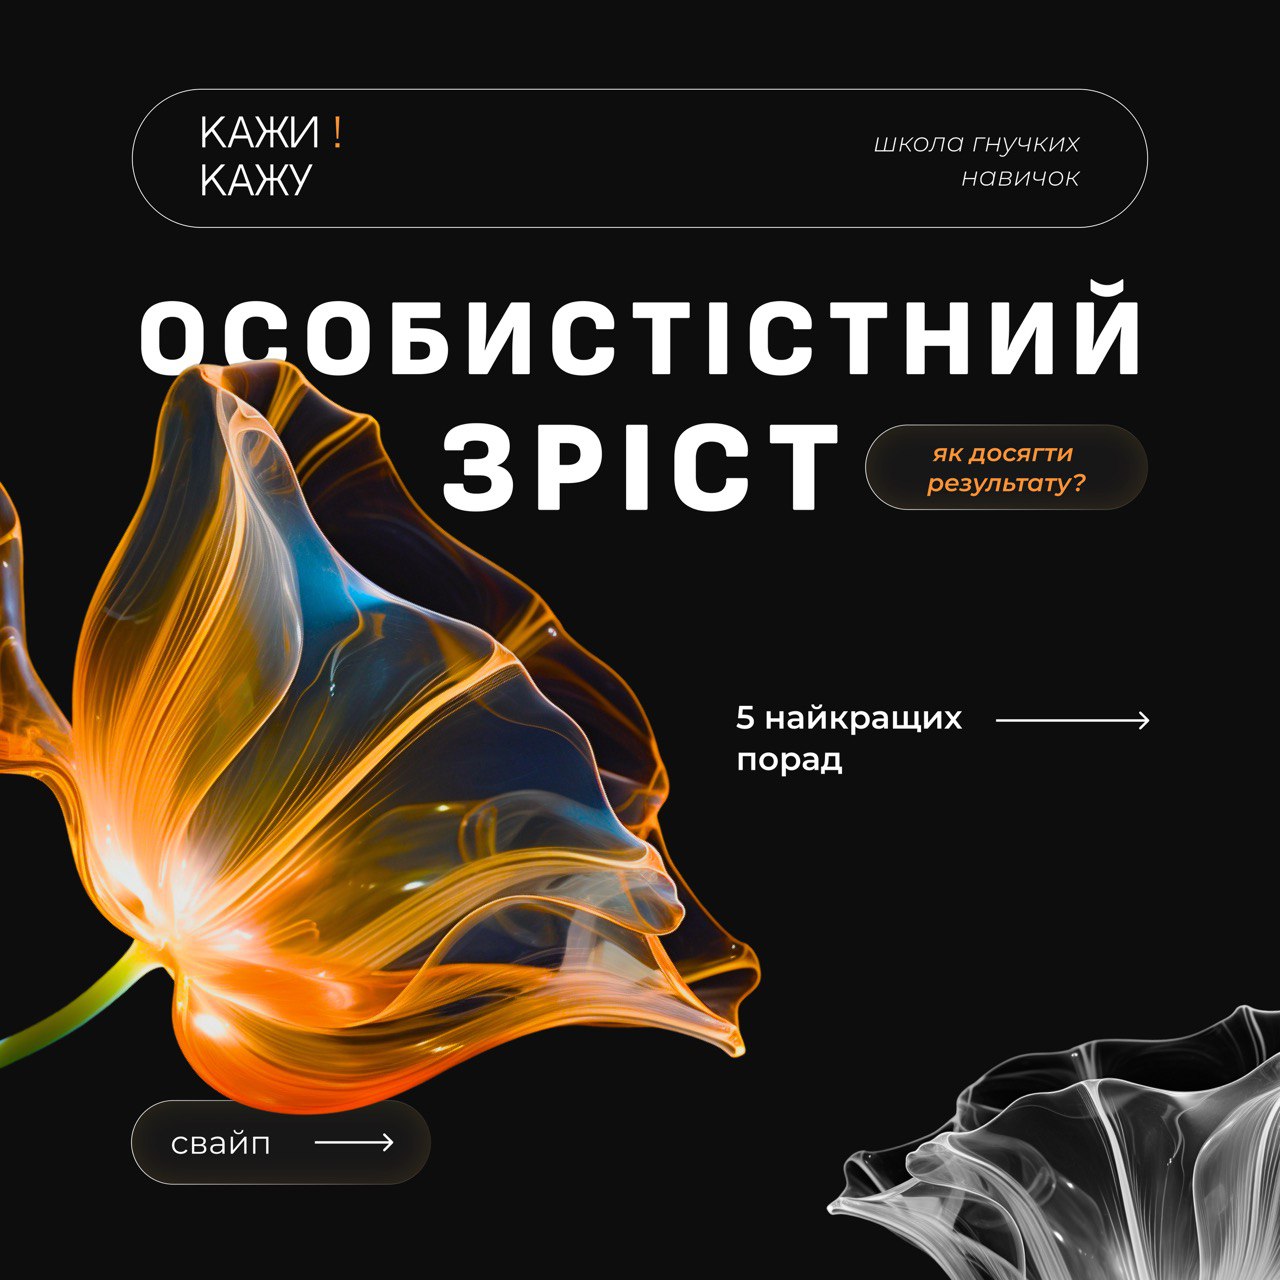 КАЖИ !
КАЖУ
школа гнучких
навичок
ОСОБИСТІСТНИЙ
ЗРІСТ
як досягти
результату?
5 найкращих
порад
свайп